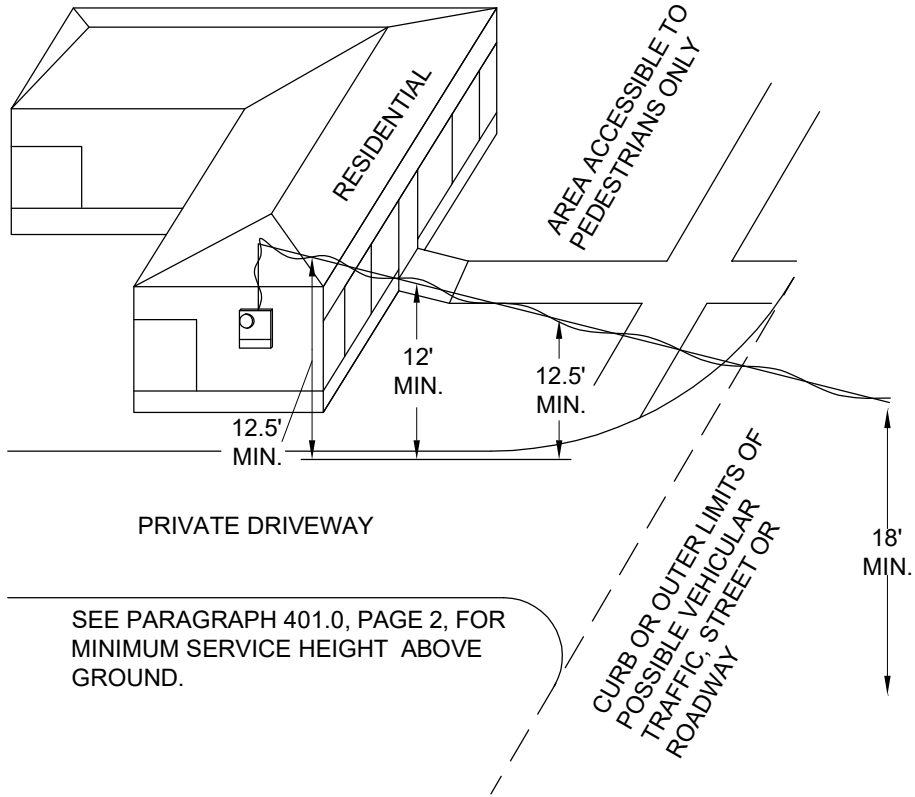 RESIDENTIAL
AREA ACCESSIBLE TO
PEDESTRIANS ONLY
12'
MIN.
12.5'
MIN.
12.5'
MIN.
PRIVATE DRIVEWAY
18'
MIN.
CURB OR OUTER LIMITS OF
POSSIBLE VEHICULAR
TRAFFIC, STREET OR
ROADWAY
SEE PARAGRAPH 401.0, PAGE 2, FOR
MINIMUM SERVICE HEIGHT ABOVE
GROUND.